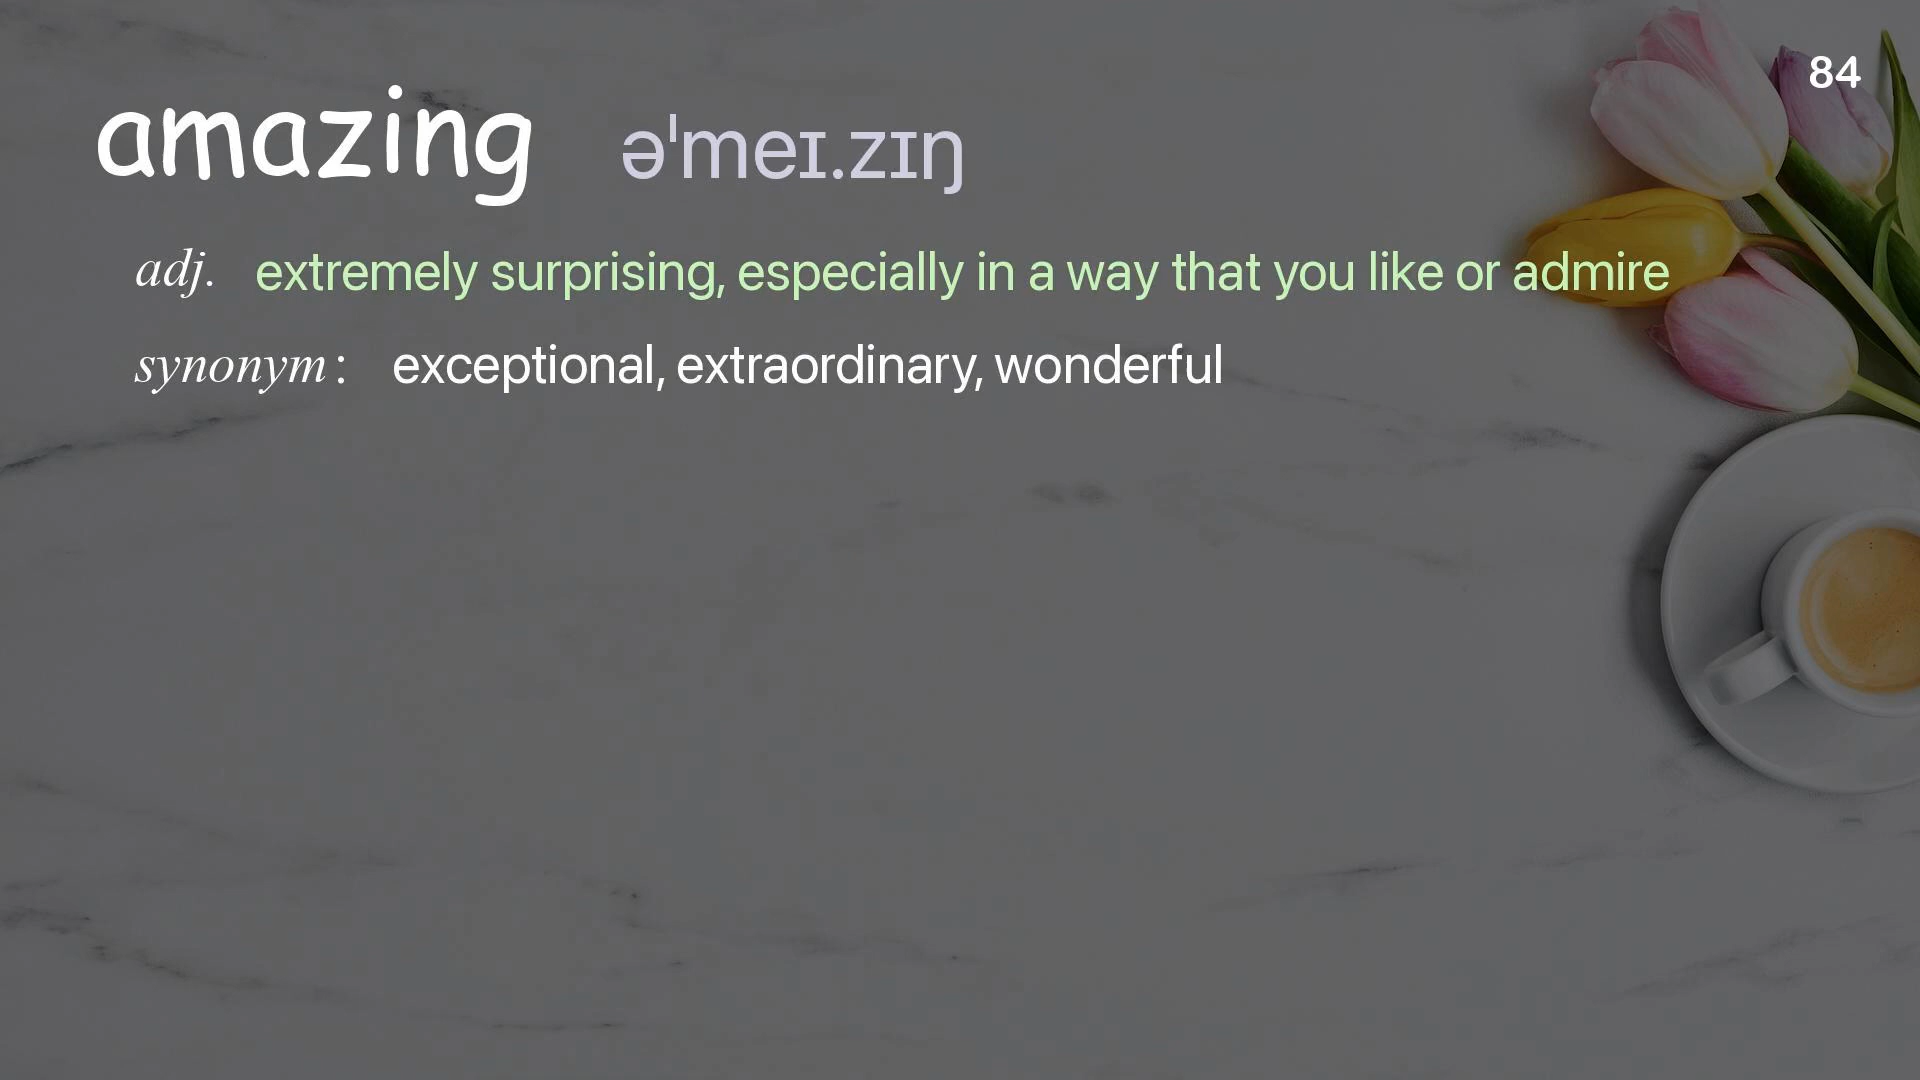 84
amazing əˈmeɪ.zɪŋ
adj. extremely surprising, especially in a way that you like or admire
synonym : exceptional, extraordinary, wonderful